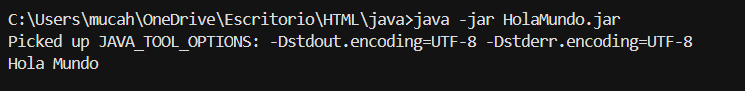 C:\Users\mucah\OneDrive\Escritorio\HTML\java>java -jar HolaMundo.jar
Picked up JAVA_TOOL_OPTIONS: -Dstdout.encoding=UTF-8 -Dstderr.encoding=UTF-8
Hola Mundo